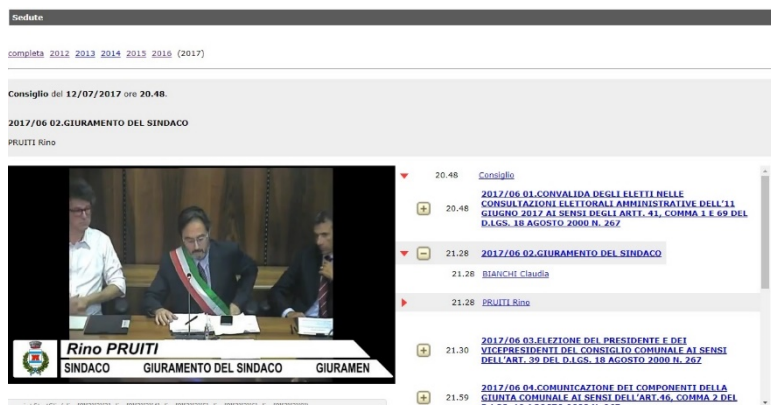 Sedute
completa 2012 2013 2014 2015 2016 (2017)
Consiglio del 12/07/2017 ore 20.48.
2017/06 02.GIURAMENTO DEL SINDACO
PRUITI Rino
20.48 Consiglio
20.48 2017/06 01.CONVALIDA DEGLI ELETTI NELLE
CONSULTAZIONI ELETTORALI AMMINISTRATIVE DELL'11
GIUGNO 2017 AI SENSI DEGLI ARTT. 41, COMMA 1 E 69 DEL
D.LGS. 18 AGOSTO 2000 N. 267
21.28 2017/06 02.GIURAMENTO DEL SINDACO
21.28 BIANCHI Claudia
21.28 PRUITI Rino
21.30 2017/06 03.ELEZIONE DEL PRESIDENTE E DEI
VICEPRESIDENTI DEL CONSIGLIO COMUNALE AI SENSI
DELL'ART. 39 DEL D.LGS. 18 AGOSTO 2000 N. 267
21.59 2017/06 04.COMUNICAZIONE DEI COMPONENTI DELLA
GIUNTA COMUNALE AI SENSI DELL'ART.46, COMMA 2 DEL
Rino PRUITI
SINDACO GIURAMENTO DEL SINDACO GIURAMEN